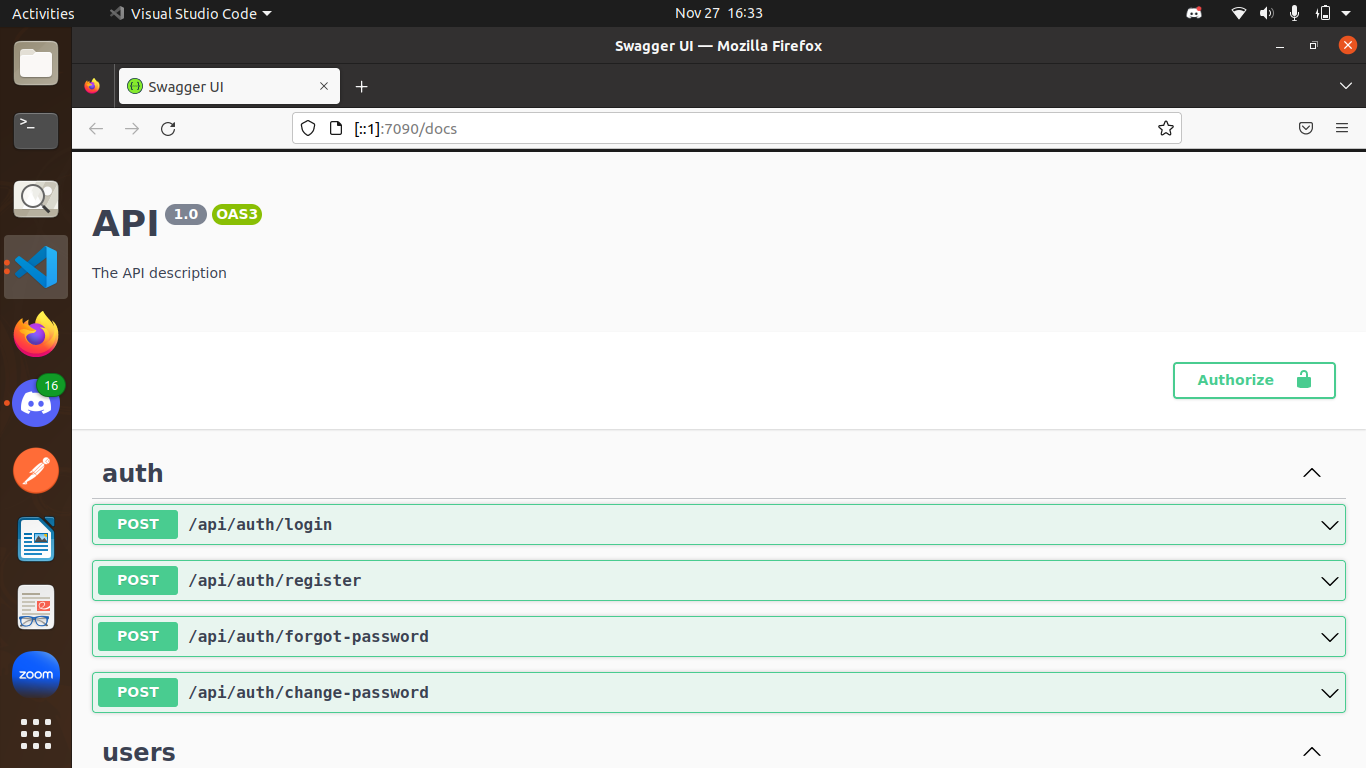 Activities
Visual Studio Code
Nov 27 16:33
Swagger UI — Mozilla Firefox
Swagger UI
[::1]:7090/docs
API 1.0 OAS3
The API description
Authorize
auth
POST /api/auth/login
POST /api/auth/register
POST /api/auth/forgot-password
POST /api/auth/change-password
users
>_
16
zoom